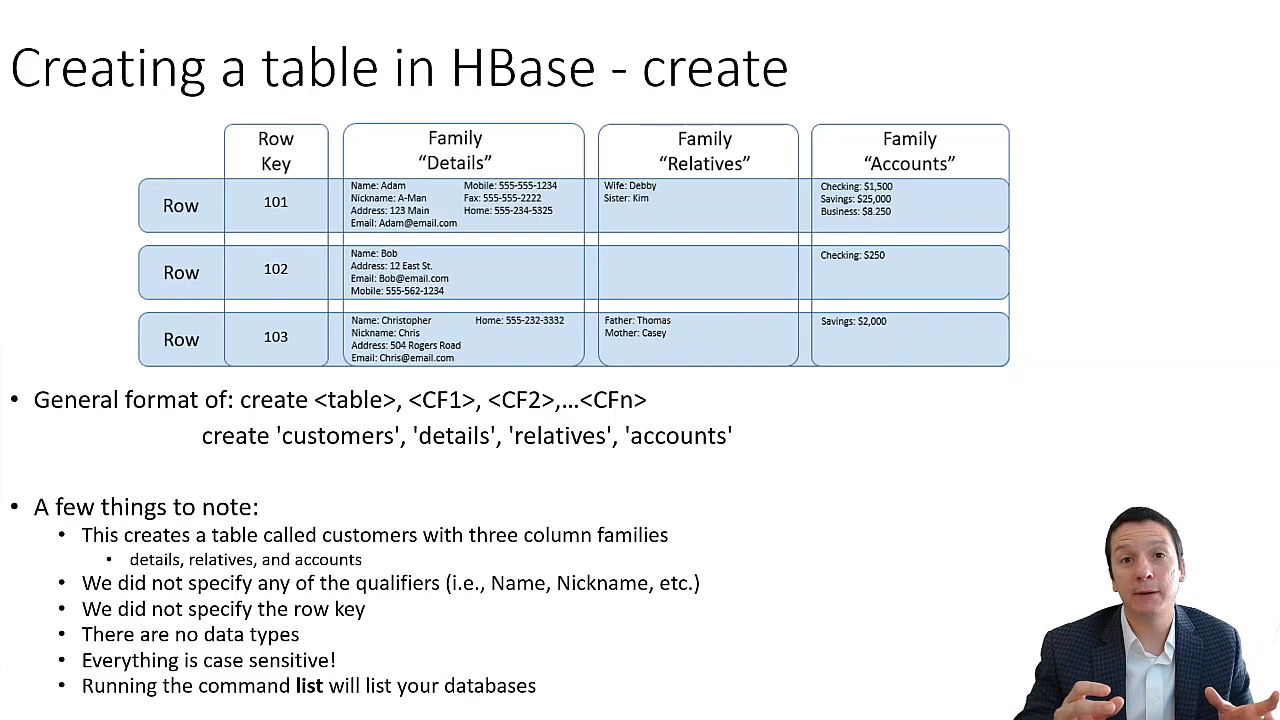 Creating a table in HBase - create
Row Key
Family “Details”
Family “Relatives”
Family “Accounts”
Row
101
Name: Adam
Nickname: A-Man
Address: 123 Main
Email: Adam@email.com
Mobile: 555-555-1234
Fax: 555-555-2222
Home: 555-234-5325
Wife: Debby
Sister: Kim
Checking: $1,500
Savings: $25,000
Business: $8.250
Row
102
Name: Bob
Address: 12 East St.
Email: Bob@email.com
Mobile: 555-562-1234
Checking: $250
Row
103
Name: Christopher
Nickname: Chris
Address: 504 Rogers Road
Email: Chris@email.com
Home: 555-232-3332
Father: Thomas
Mother: Casey
Savings: $2,000
• General format of: create <table>, <CF1>, <CF2>,...<CFn>
create 'customers', 'details', 'relatives', 'accounts'
• A few things to note:
• This creates a table called customers with three column families
• details, relatives, and accounts
• We did not specify any of the qualifiers (i.e., Name, Nickname, etc.)
• We did not specify the row key
• There are no data types
• Everything is case sensitive!
• Running the command list will list your databases